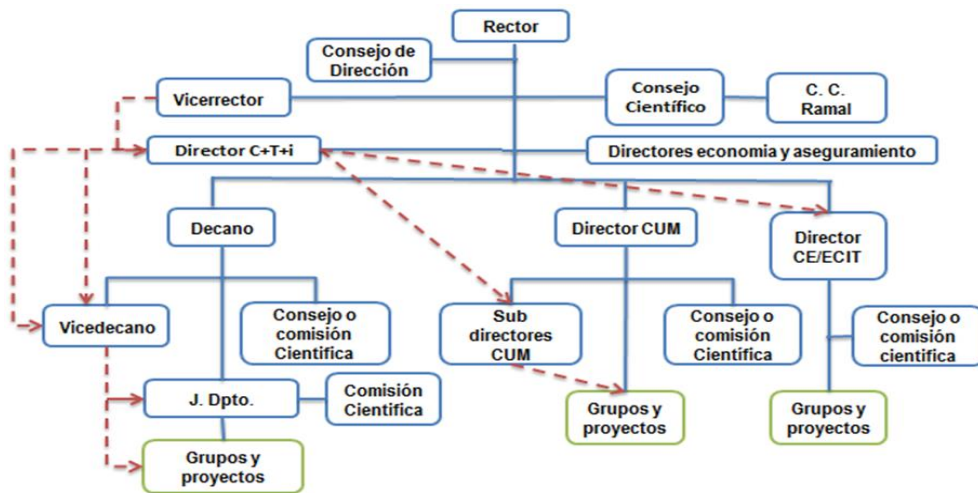 Rector
Consejo de
Dirección
Vicerrector
Consejo
Científico
C. C.
Ramal
Director C+T+i
Directores economia y aseguramiento
Decano
Director CUM
Director
CE/ECIT
Vicedecano
Consejo o
comisión
Científica
Sub
directores
CUM
Consejo o
comisión
Científica
Consejo o
comisión
cientifica
J. Dpto.
Comisión
Científica
Grupos y
proyectos
Grupos y
proyectos
Grupos y
proyectos